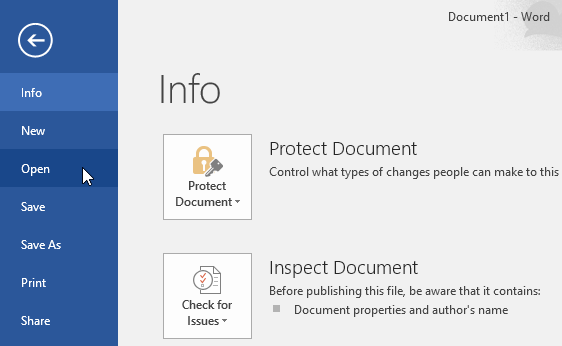 Document1 - Word
Info
New
Open
Save
Save As
Print
Share
Info
Protect
Document
Protect Document
Control what types of changes people can make to this
Check for
Issues
Inspect Document
Before publishing this file, be aware that it contains:
Document properties and author's name